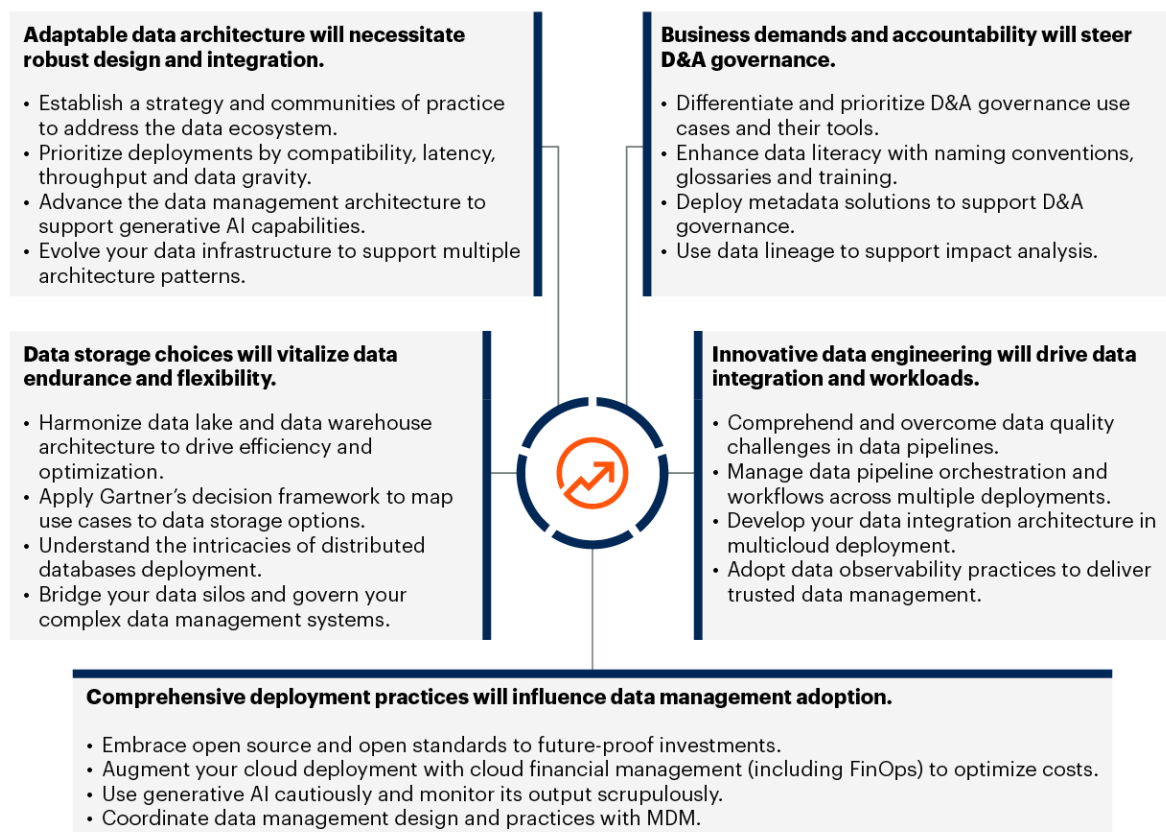 Adaptable data architecture will necessitate
robust design and integration.
• Establish a strategy and communities of practice
to address the data ecosystem.
• Prioritize deployments by compatibility, latency,
throughput and data gravity.
• Advance the data management architecture to
support generative AI capabilities.
• Evolve your data infrastructure to support multiple
architecture patterns.
Business demands and accountability will steer
D&A governance.
• Differentiate and prioritize D&A governance use
cases and their tools.
• Enhance data literacy with naming conventions,
glossaries and training.
• Deploy metadata solutions to support D&A
governance.
• Use data lineage to support impact analysis.
Data storage choices will vitalize data
endurance and flexibility.
• Harmonize data lake and data warehouse
architecture to drive efficiency and
optimization.
• Apply Gartner's decision framework to map
use cases to data storage options.
• Understand the intricacies of distributed
databases deployment.
• Bridge your data silos and govern your
complex data management systems.
Innovative data engineering will drive data
integration and workloads.
• Comprehend and overcome data quality
challenges in data pipelines.
• Manage data pipeline orchestration and
workflows across multiple deployments.
• Develop your data integration architecture in
multicloud deployment.
• Adopt data observability practices to deliver
trusted data management.
Comprehensive deployment practices will influence data management adoption.
• Embrace open source and open standards to future-proof investments.
• Augment your cloud deployment with cloud financial management (including FinOps) to optimize costs.
• Use generative AI cautiously and monitor its output scrupulously.
• Coordinate data management design and practices with MDM.